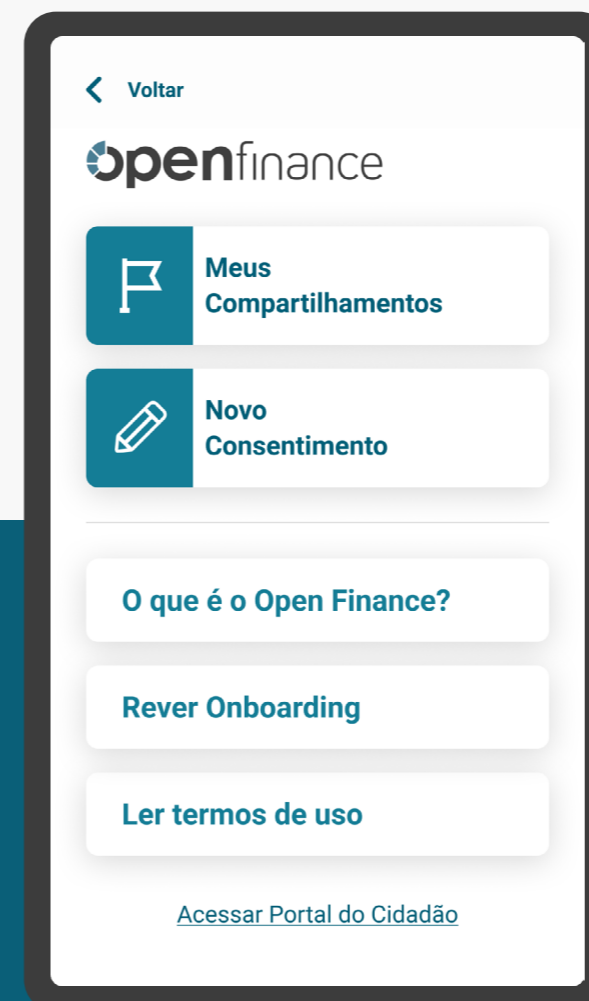 Voltar
openfinance
Meus
Compartilhamentos
Novo
Consentimento
O que é o Open Finance?
Rever Onboarding
Ler termos de uso
Acessar Portal do Cidadão